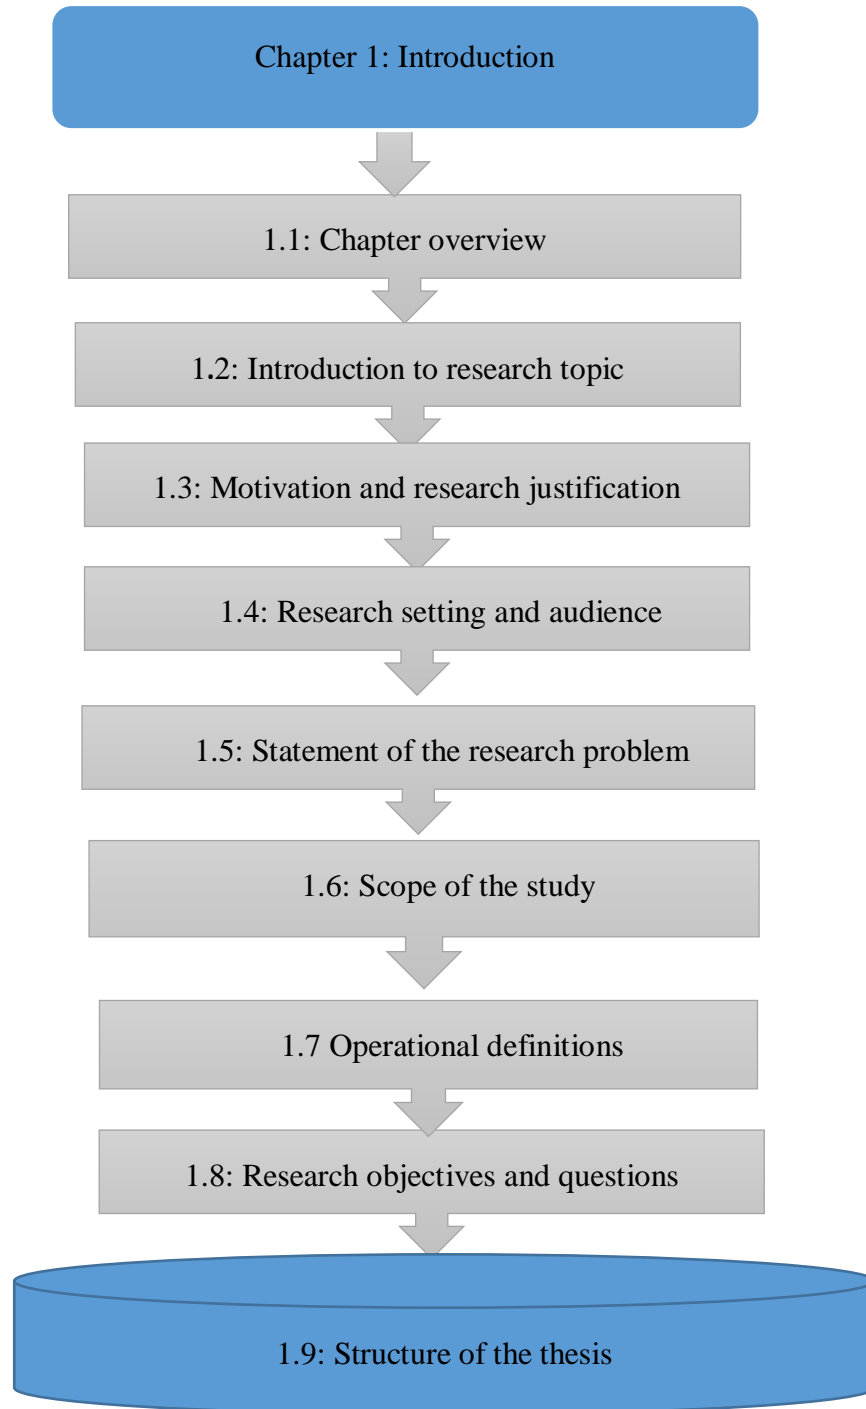 Chapter 1: Introduction
1.1: Chapter overview
1.2: Introduction to research topic
1.3: Motivation and research justification
1.4: Research setting and audience
1.5: Statement of the research problem
1.6: Scope of the study
1.7 Operational definitions
1.8: Research objectives and questions
1.9: Structure of the thesis